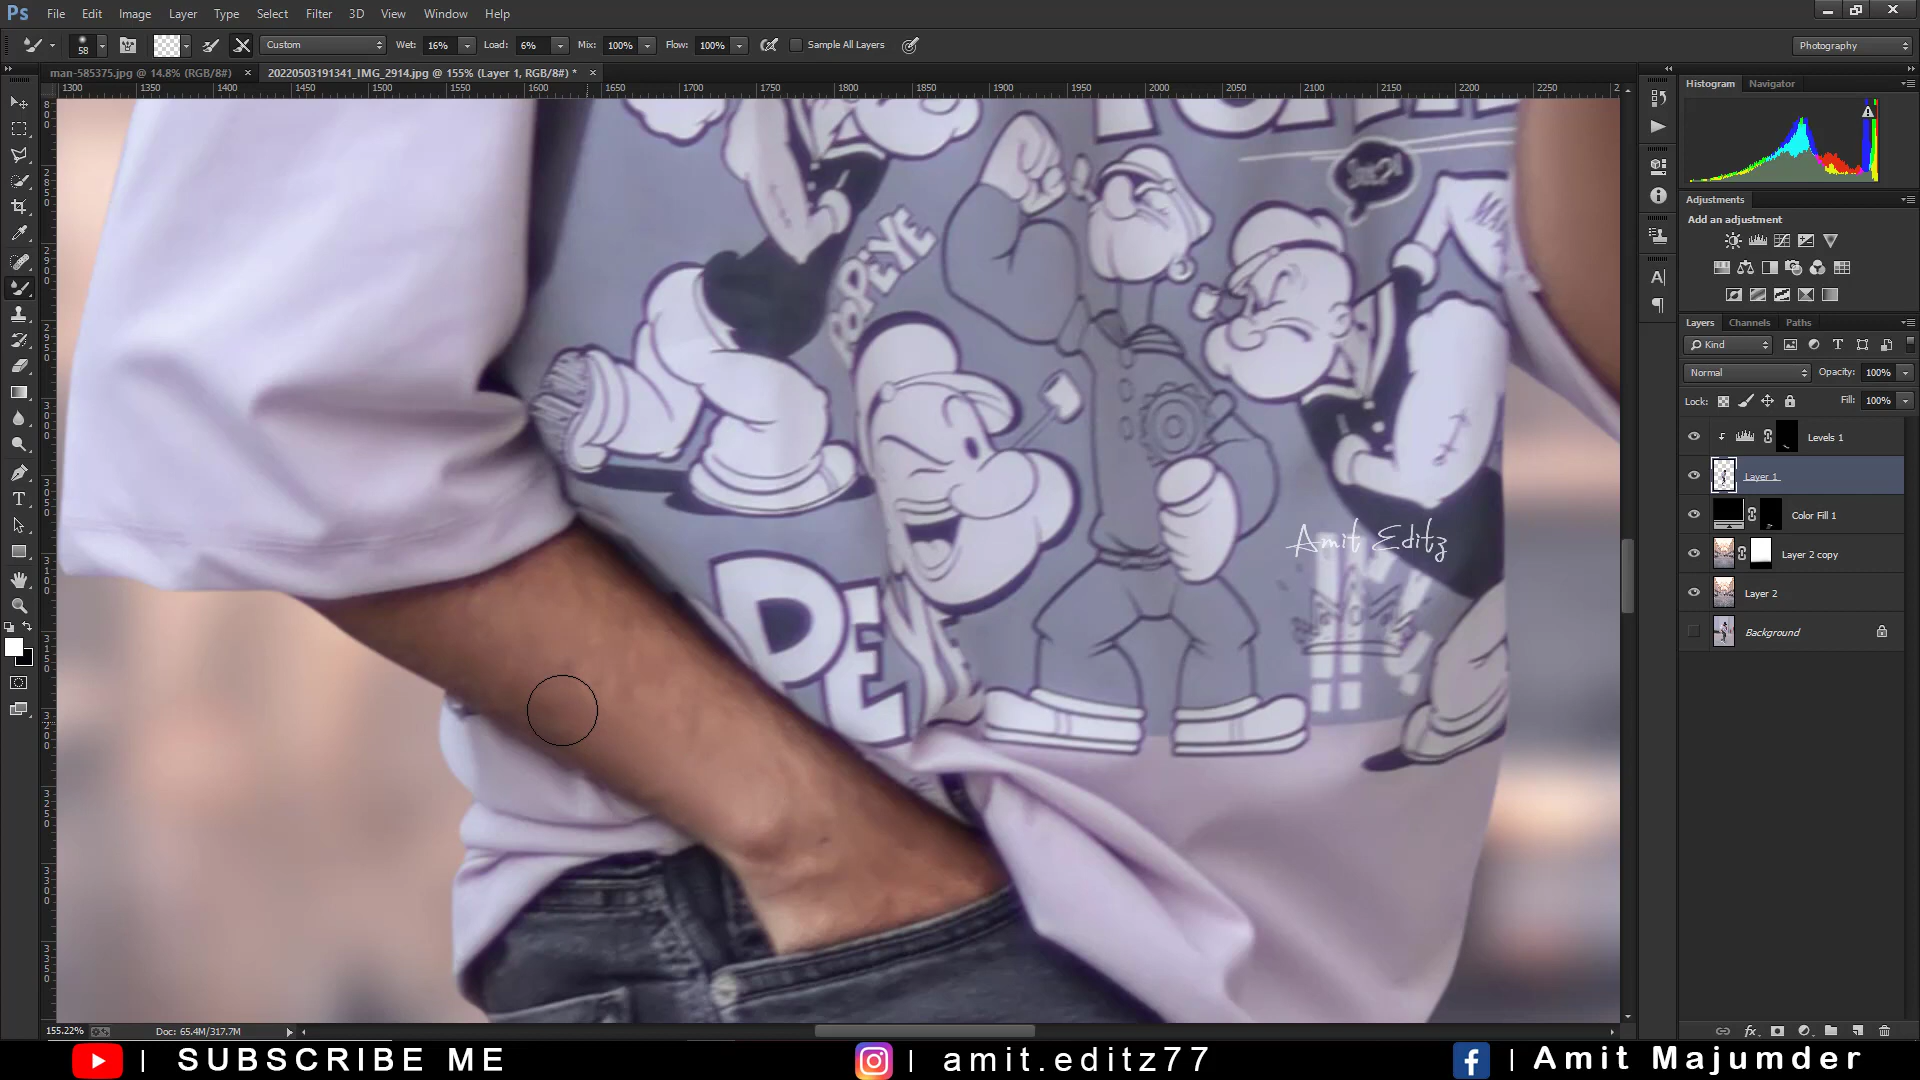 Ps File Edit Image Layer Type Select Filter 3D View Window Help
58 Custom Wet: 16% Load: 6% Mix: 100% Flow: 100% Sample All Layers Photography
man-585375.jpg @ 14.8% (RGB/8#) × 20220503191341_IMG_2914.jpg @ 155% (Layer 1, RGB/8#) * ×
1300 1350 1400 1450 1500 1550 1600 1650 1700 1750 1800 1850 1900 1950 2000 2050 2100 2150 2200 2250
Histogram Navigator
Adjustments
Add an adjustment
Layers Channels Paths
Kind
Normal Opacity: 100%
Lock: Fill: 100%
Levels 1
Layer 1
Color Fill 1
Layer 2 copy
Layer 2
Background
POPEYE
Amit Editz
155.22% Doc: 65.4M/317.7M
| SUBSCRIBE ME | amit.editz77 | Amit Majumder